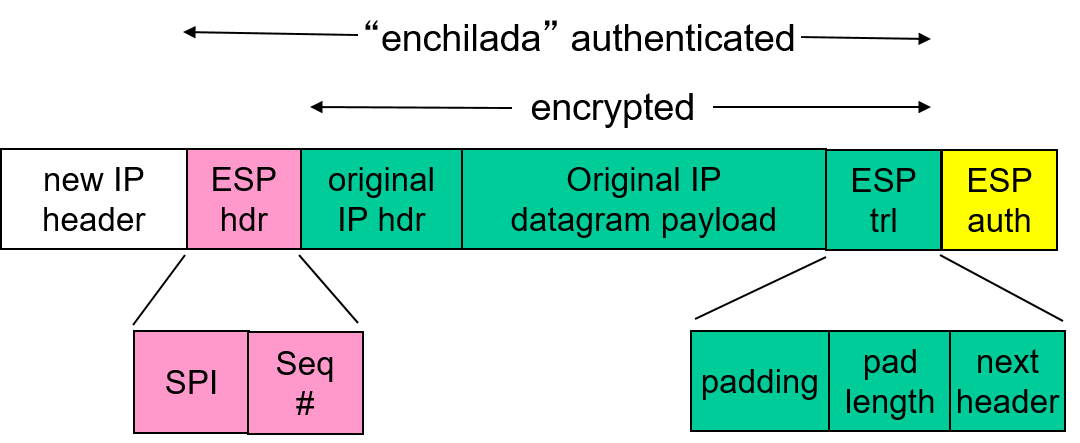 “enchilada” authenticated
encrypted
new IP
header
ESP
hdr
original
IP hdr
Original IP
datagram payload
ESP
trl
ESP
auth
SPI
Seq
#
padding
pad
length
next
header